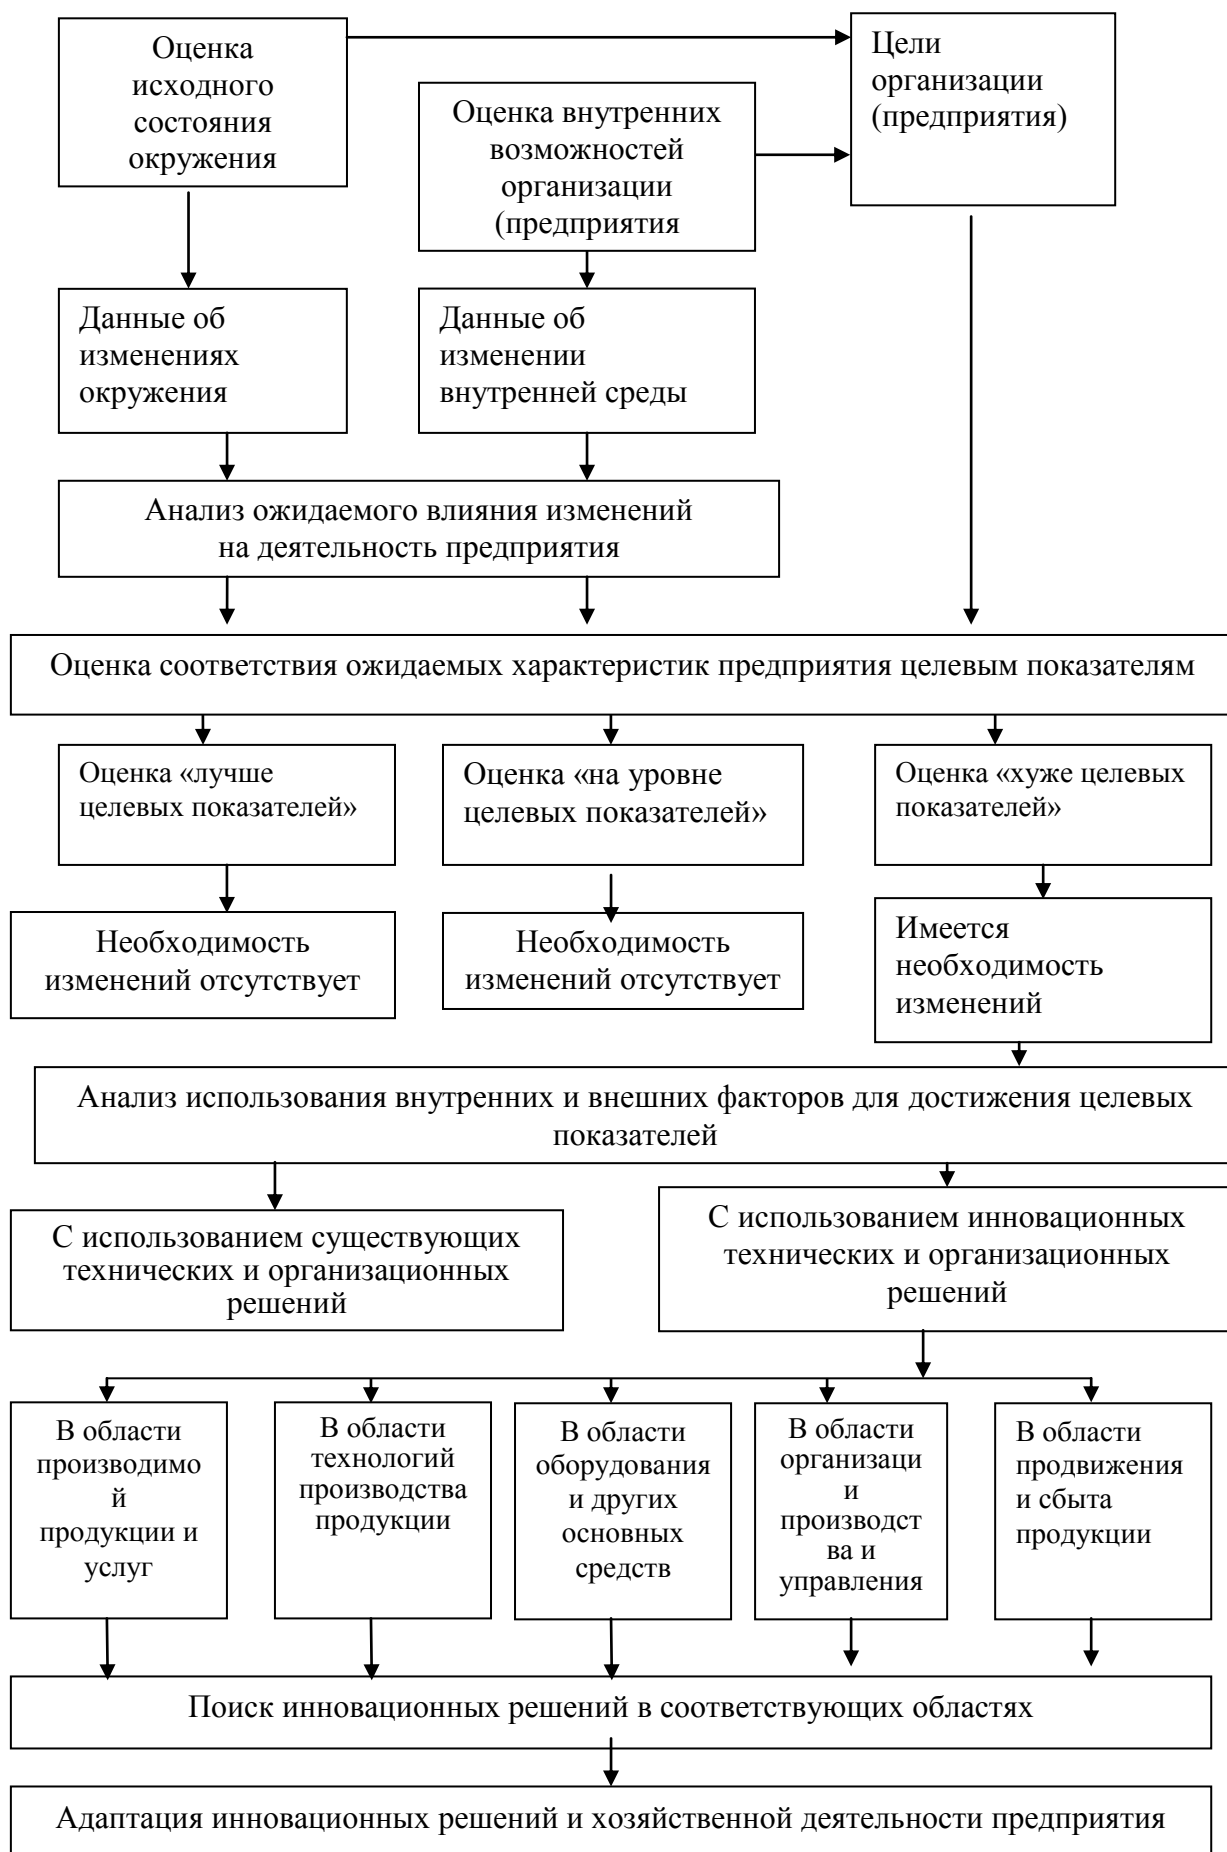 Оценка
исходного
состояния
окружения
Оценка внутренних
возможностей
организации
(предприятия
Цели
организации
(предприятия)
Данные об
изменениях
окружения
Данные об
изменении
внутренней среды
Анализ ожидаемого влияния изменений
на деятельность предприятия
Оценка соответствия ожидаемых характеристик предприятия целевым показателям
Оценка «лучше
целевых показателей»
Оценка «на уровне
целевых показателей»
Оценка «хуже целевых
показателей»
Необходимость
изменений отсутствует
Необходимость
изменений отсутствует
Имеется
необходимость
изменений
Анализ использования внутренних и внешних факторов для достижения целевых
показателей
С использованием существующих
технических и организационных
решений
С использованием инновационных
технических и организационных
решений
В области
производимо
й
продукции и
услуг
В области
технологий
производства
продукции
В области
оборудования
и других
основных
средств
В области
организаци
и
производст
ва и
управления
В области
продвижения
и сбыта
продукции
Поиск инновационных решений в соответствующих областях
Адаптация инновационных решений и хозяйственной деятельности предприятия